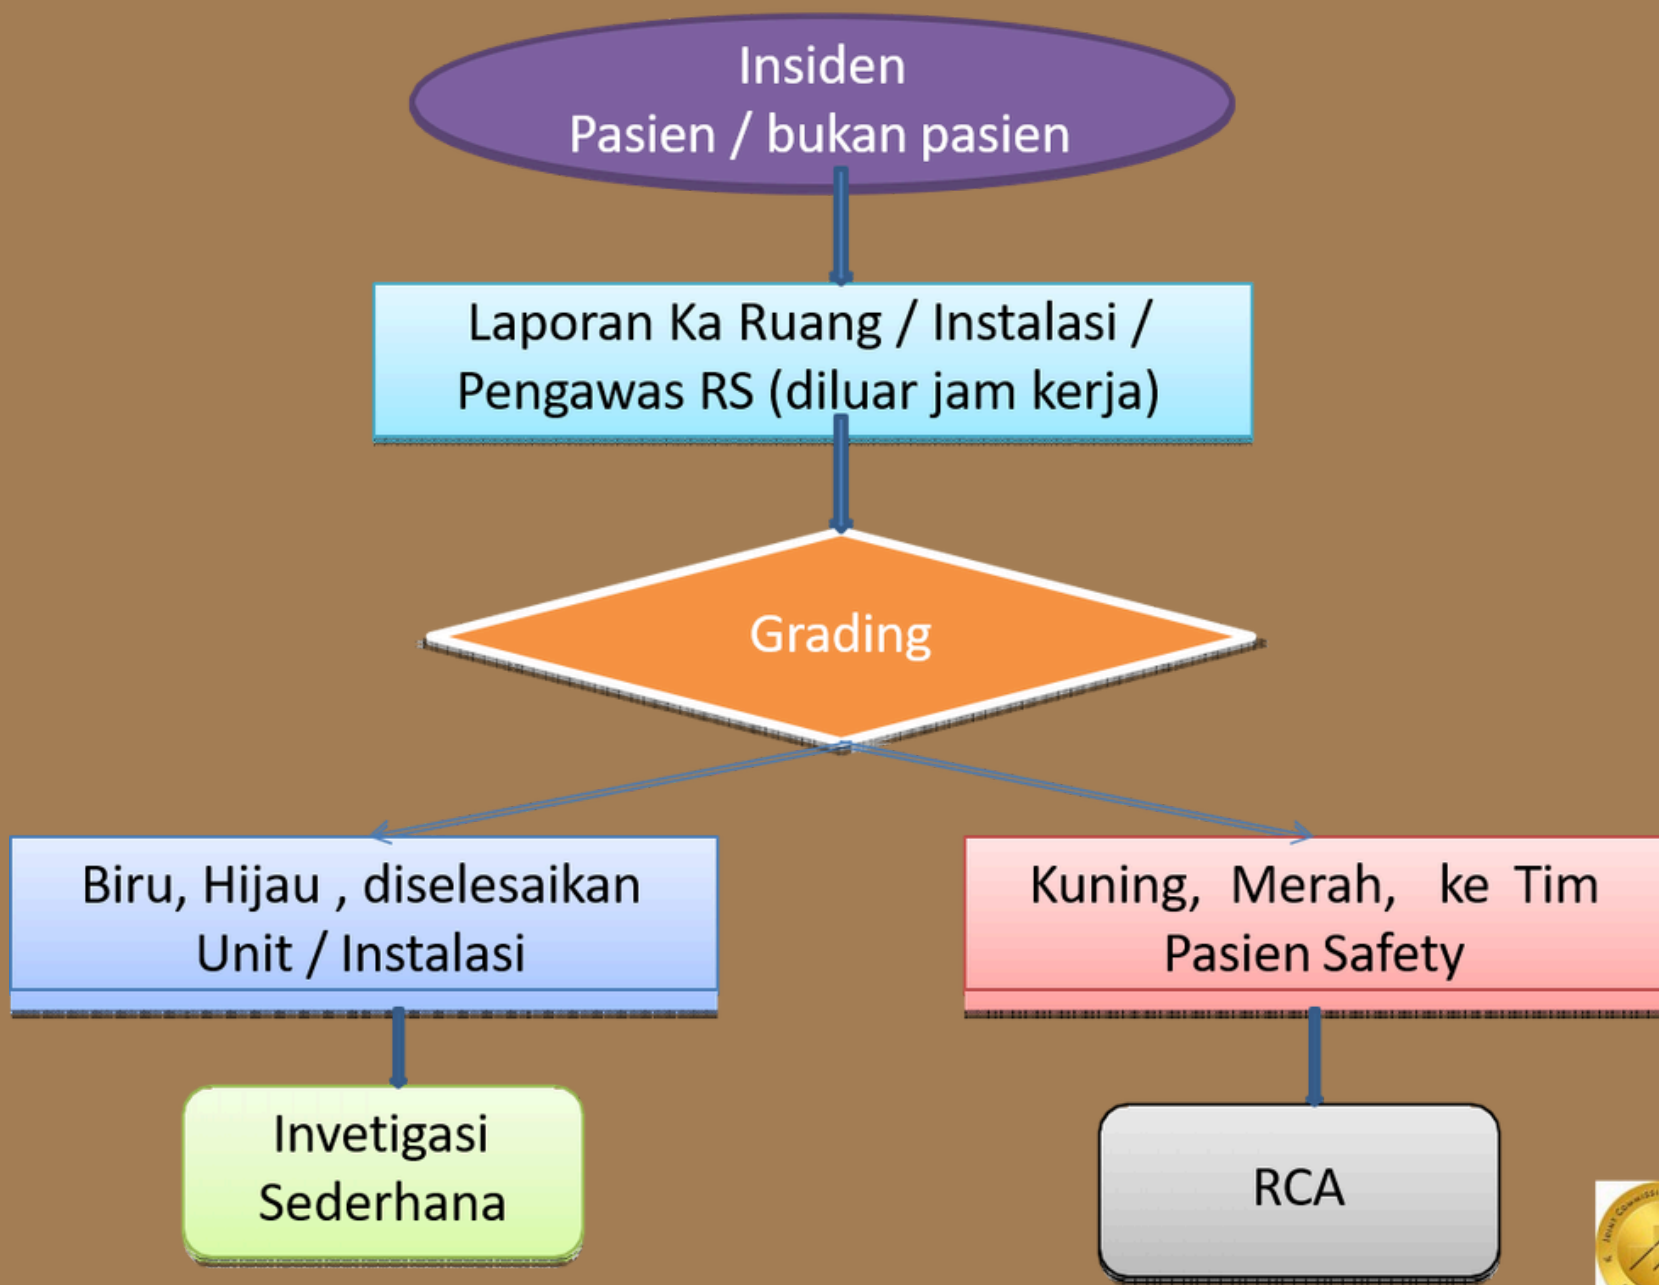 Insiden
Pasien / bukan pasien
Laporan Ka Ruang / Instalasi /
Pengawas RS (diluar jam kerja)
Grading
Biru, Hijau , diselesaikan
Unit / Instalasi
Kuning, Merah, ke Tim
Pasien Safety
Invetigasi
Sederhana
RCA